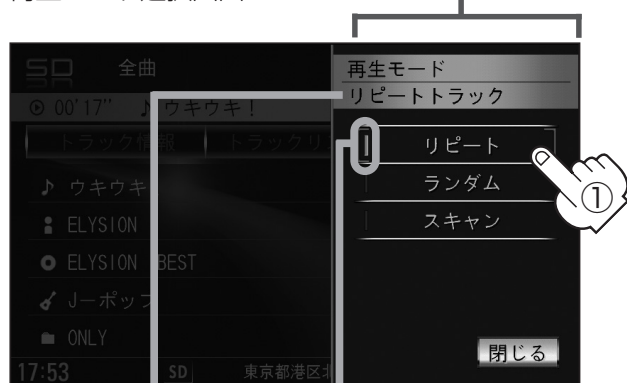 SD 全曲
00'17" ♪ウキウキ!
トラック情報 トラックリ
♪ ウキウキ
ELYSION
ELYSION BEST
J-ポップ
ONLY
17:53 SD 東京都港区北
再生モード
リピートトラック
リピート
①
ランダム
スキャン
閉じる